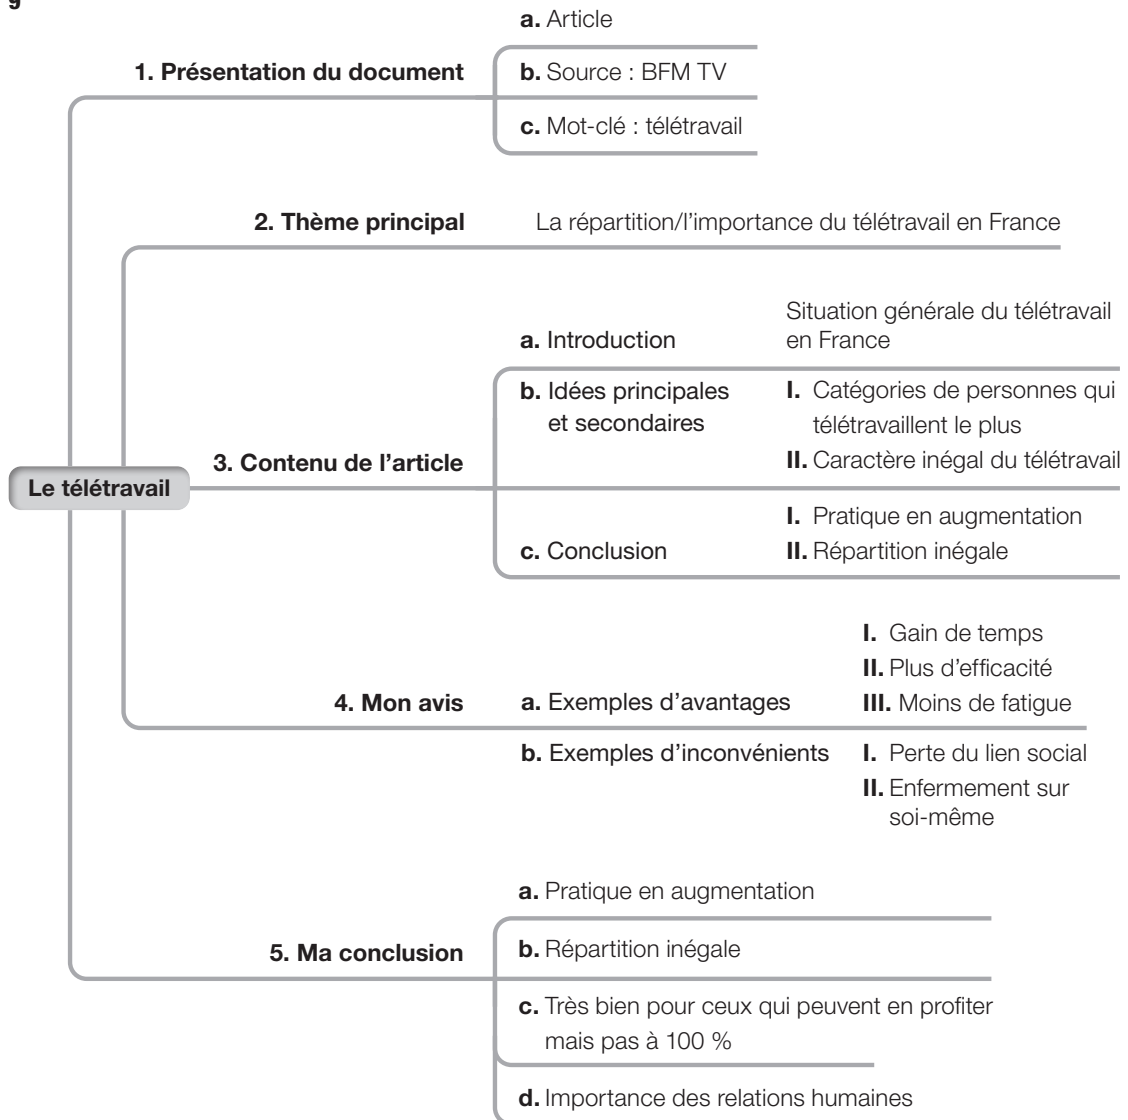 a. Article
1. Présentation du document
b. Source : BFM TV
c. Mot-clé : télétravail
2. Thème principal
La répartition/l'importance du télétravail en France
a. Introduction
Situation générale du télétravail
en France
b. Idées principales
et secondaires
I. Catégories de personnes qui
télétravaillent le plus
II. Caractère inégal du télétravail
3. Contenu de l'article
Le télétravail
c. Conclusion
I. Pratique en augmentation
II. Répartition inégale
4. Mon avis
a. Exemples d'avantages
I. Gain de temps
II. Plus d'efficacité
III. Moins de fatigue
b. Exemples d'inconvénients
I. Perte du lien social
II. Enfermement sur
soi-même
a. Pratique en augmentation
5. Ma conclusion
b. Répartition inégale
c. Très bien pour ceux qui peuvent en profiter
mais pas à 100 %
d. Importance des relations humaines